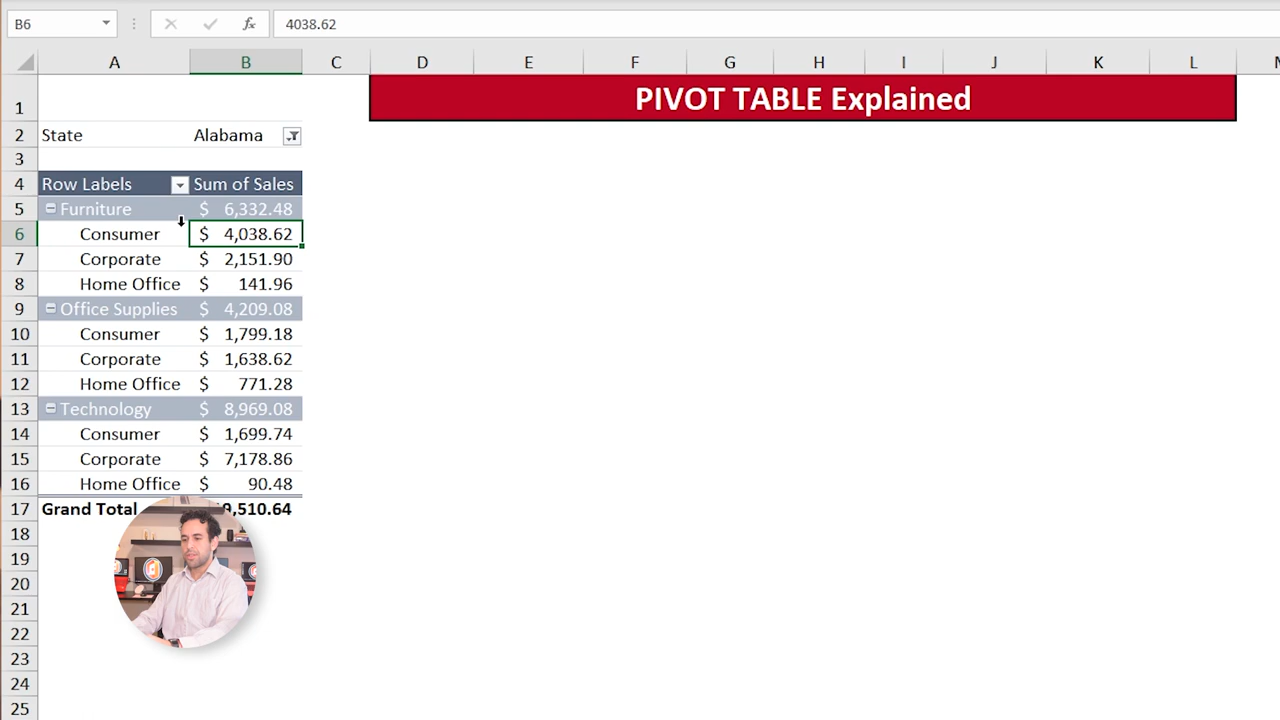 B6 4038.62
A B C D E F G H I J K L
1 PIVOT TABLE Explained
2 State Alabama
3
4 Row Labels Sum of Sales
5 Furniture $ 6,332.48
6 Consumer $ 4,038.62
7 Corporate $ 2,151.90
8 Home Office $ 141.96
9 Office Supplies $ 4,209.08
10 Consumer $ 1,799.18
11 Corporate $ 1,638.62
12 Home Office $ 771.28
13 Technology $ 8,969.08
14 Consumer $ 1,699.74
15 Corporate $ 7,178.86
16 Home Office $ 90.48
17 Grand Total
18
19
20
21
22
23
24
25